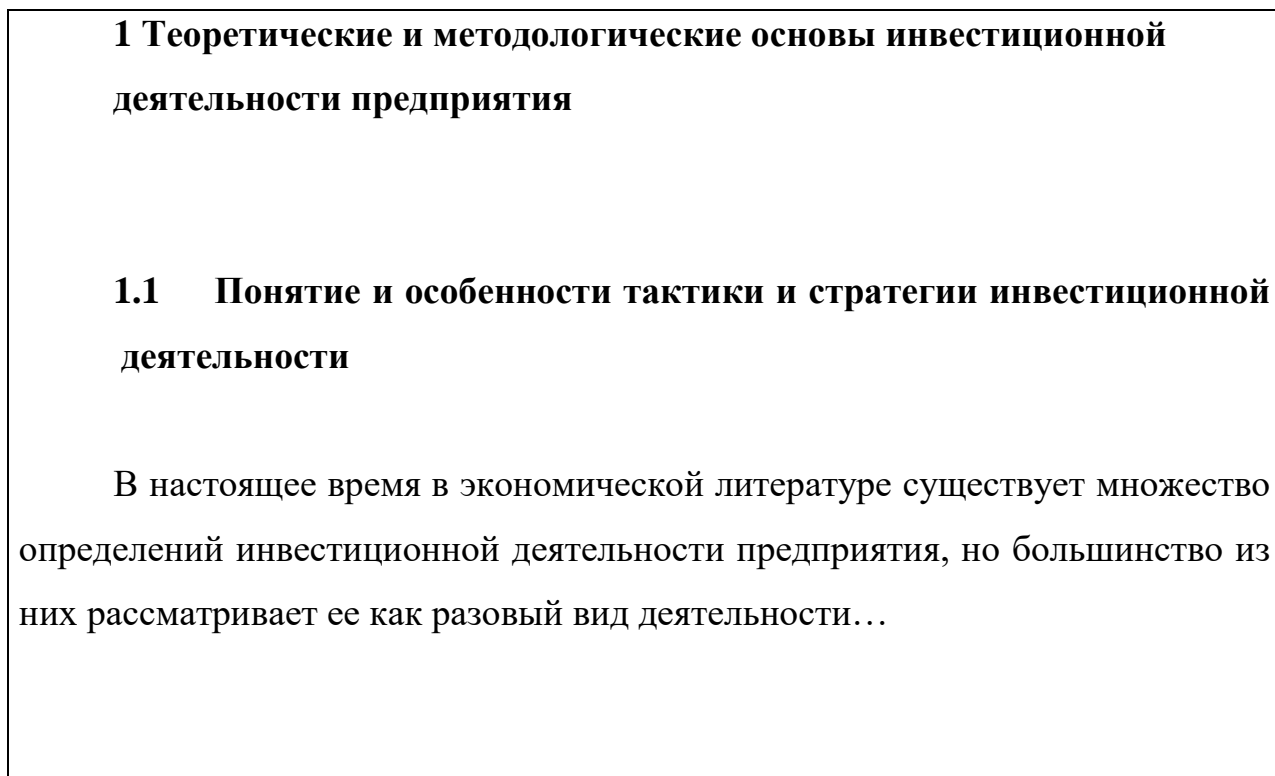 1 Теоретические и методологические основы инвестиционной
деятельности предприятия
1.1 Понятие и особенности тактики и стратегии инвестиционной
деятельности
В настоящее время в экономической литературе существует множество
определений инвестиционной деятельности предприятия, но большинство из
них рассматривает ее как разовый вид деятельности…